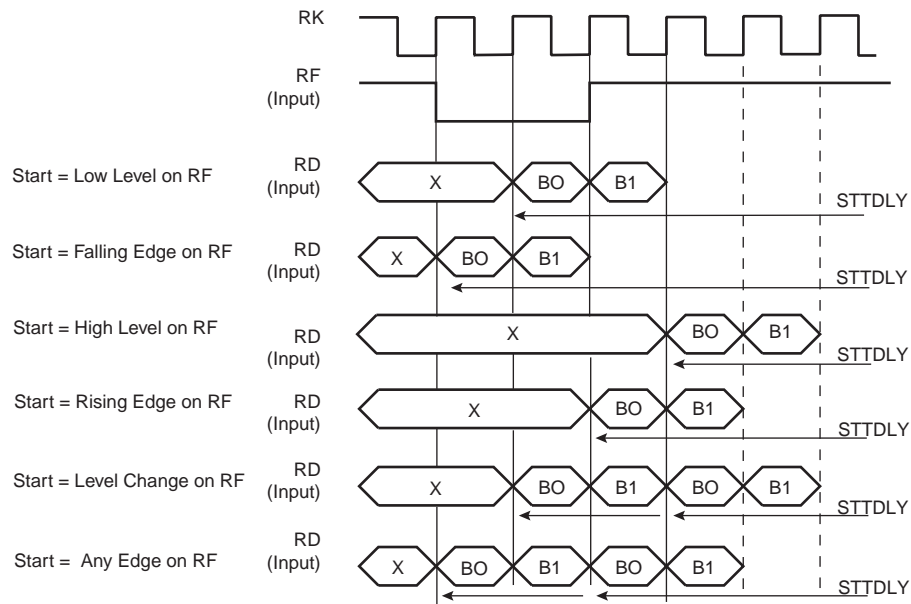 RK
RF
(Input)
Start = Low Level on RF
RD
(Input)
X
BO
B1
STTDLY
Start = Falling Edge on RF
RD
(Input)
X
BO
B1
STTDLY
Start = High Level on RF
RD
(Input)
X
BO
B1
STTDLY
Start = Rising Edge on RF
RD
(Input)
X
BO
B1
STTDLY
Start = Level Change on RF
RD
(Input)
X
BO
B1
BO
B1
STTDLY
Start = Any Edge on RF
RD
(Input)
X
BO
B1
BO
B1
STTDLY